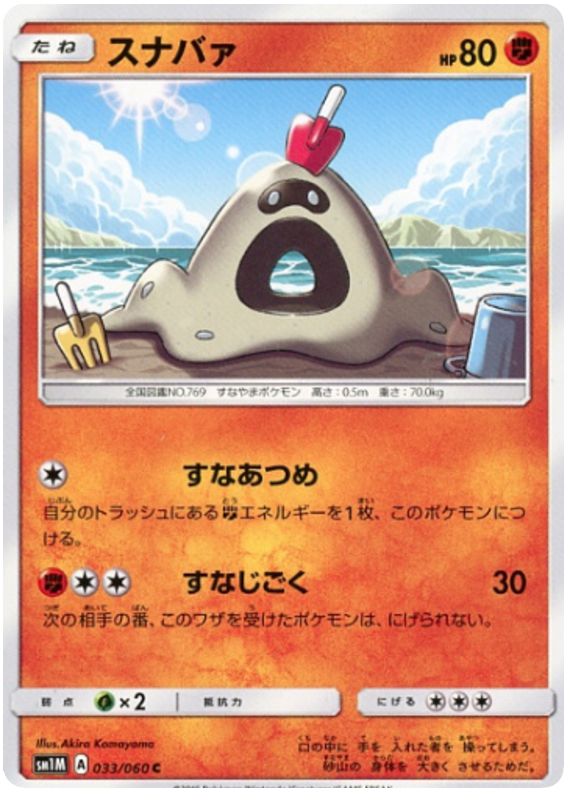 たね スナバァ HP 80
全国図鑑NO.769 すなやまポケモン 高さ:0.5m 重さ:70.0kg
すなあつめ
自分のトラッシュにあるエネルギーを1枚、このポケモンにつ
ける。
すなじごく 30
次の相手の番、このワザを受けたポケモンは、にげられない。
弱点 ×2 抵抗力 にげる
Illus.Akira Komayama
口の中に 手を 入れた者を 操ってしまう。
SM1M A 033/060 C
砂山の 身体を 大きく させるためだ。